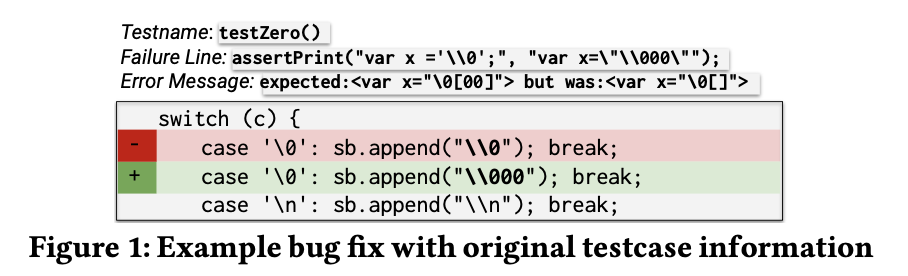 Testname: testZero()
Failure Line: assertPrint("var x ='\\0';", "var x=\"\\000\"");
Error Message: expected:<var x="\0[00]"> but was:<var x="\0[]">
switch (c) {
- case '\0': sb.append("\\0"); break;
+ case '\0': sb.append("\\000"); break;
case '\n': sb.append("\\n"); break;
Figure 1: Example bug fix with original testcase information